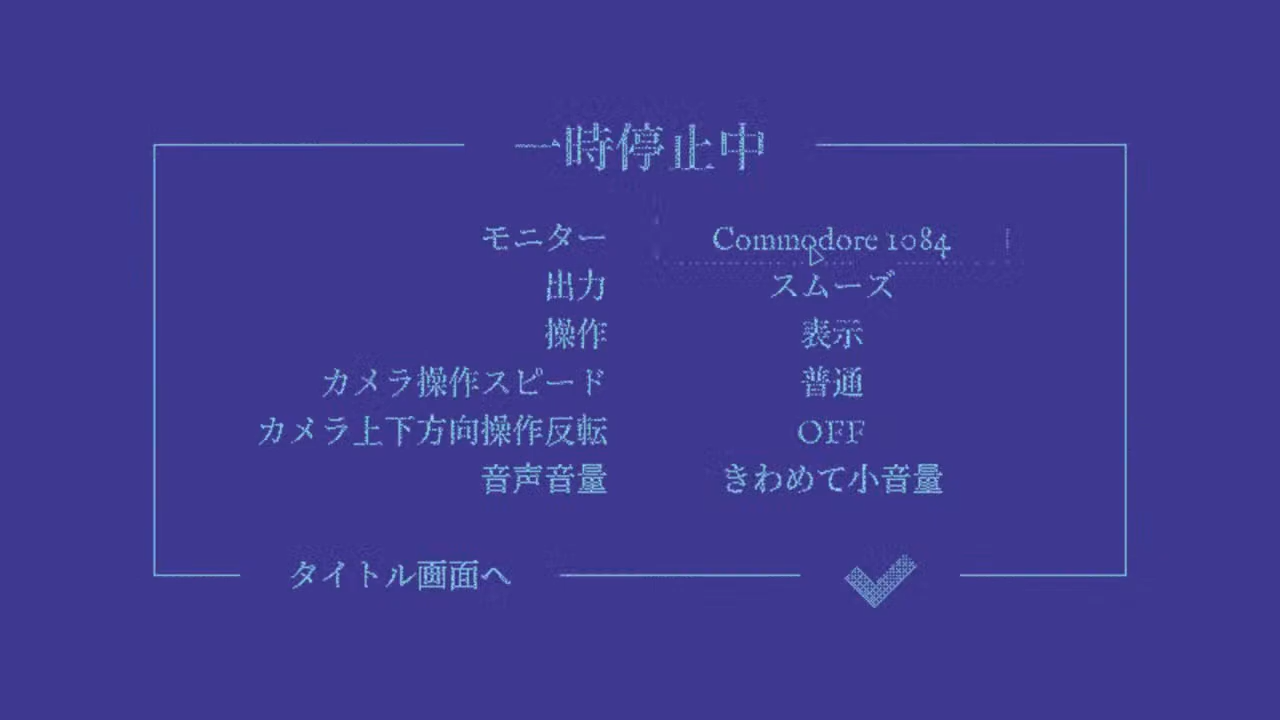 一時停止中
モニター Commodore 1084
出力 スムーズ
操作 表示
カメラ操作スピード 普通
カメラ上下方向操作反転 OFF
音声音量 きわめて小音量
タイトル画面へ